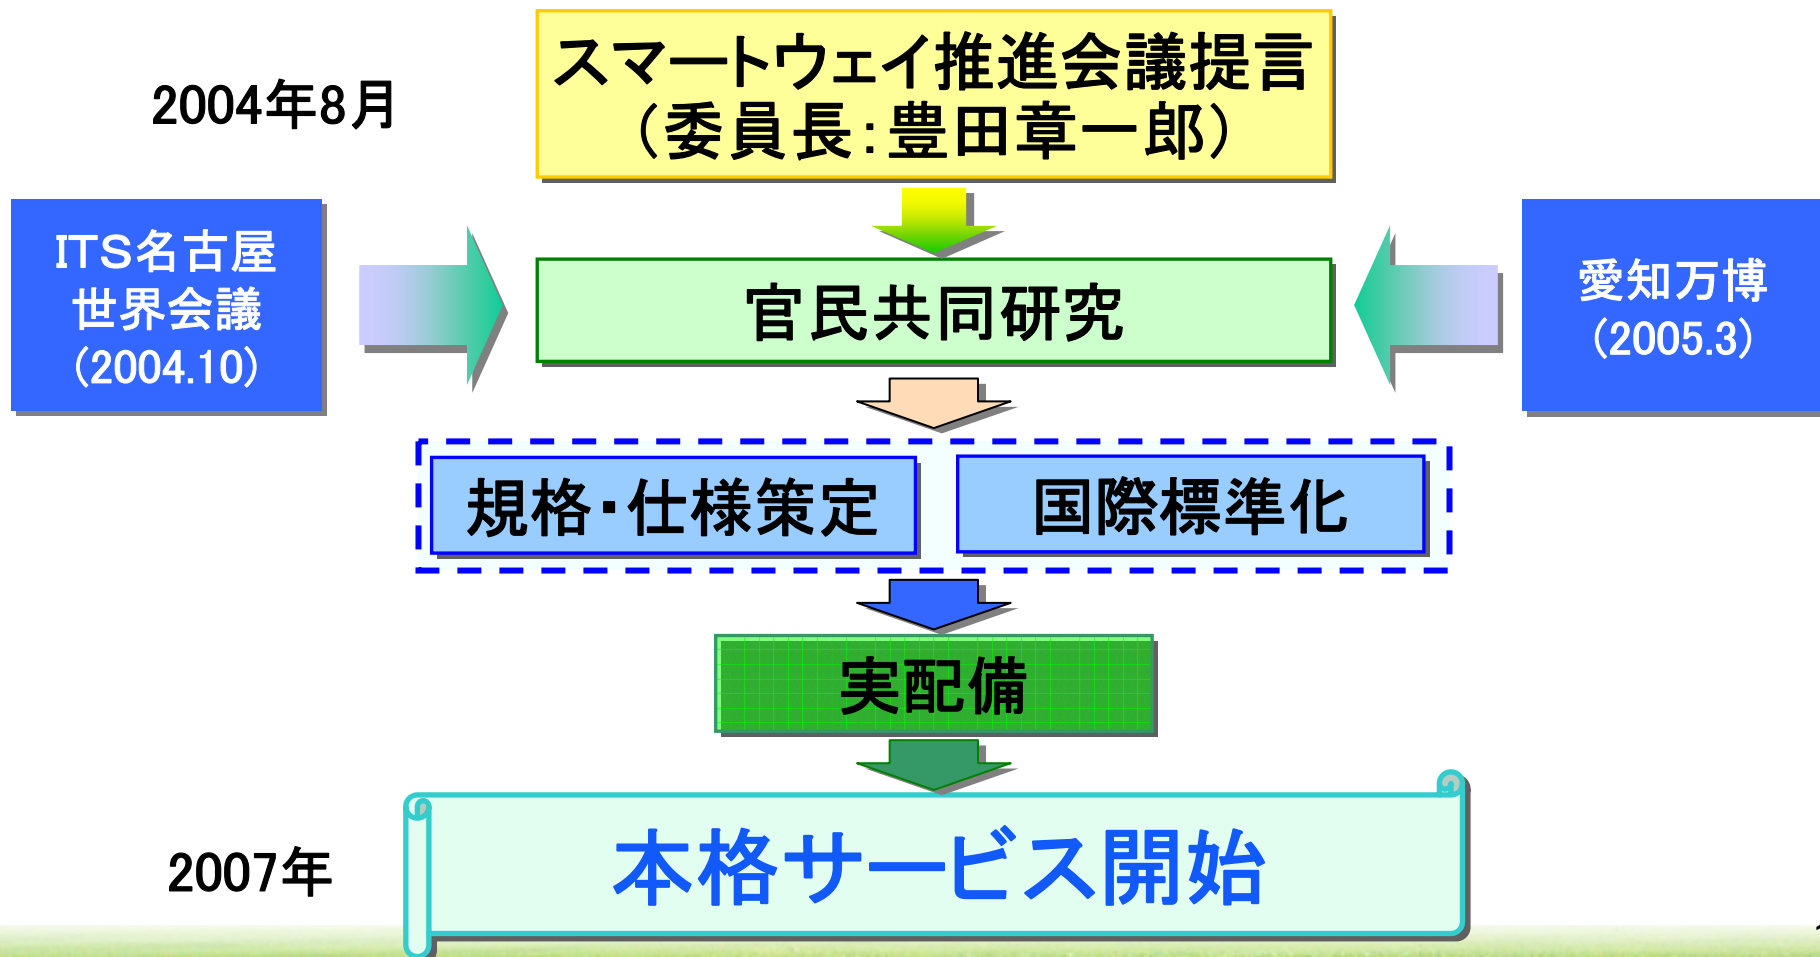 2004年8月
スマートウェイ推進会議提言
（委員長：豊田章一郎）
ITS名古屋
世界会議
（2004.10）
官民共同研究
愛知万博
（2005.3）
規格・仕様策定
国際標準化
実配備
2007年
本格サービス開始